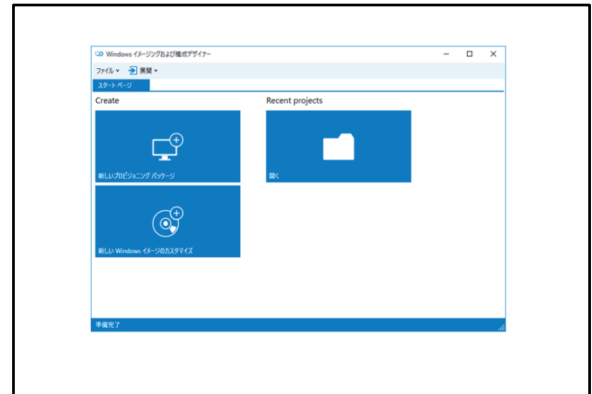 Windows イメージングおよび構成デザイナー
ファイル 展開
スタート ページ
Create
Recent projects
新しいプロビジョニング パッケージ
開く
新しい Windows イメージのカスタマイズ
準備完了